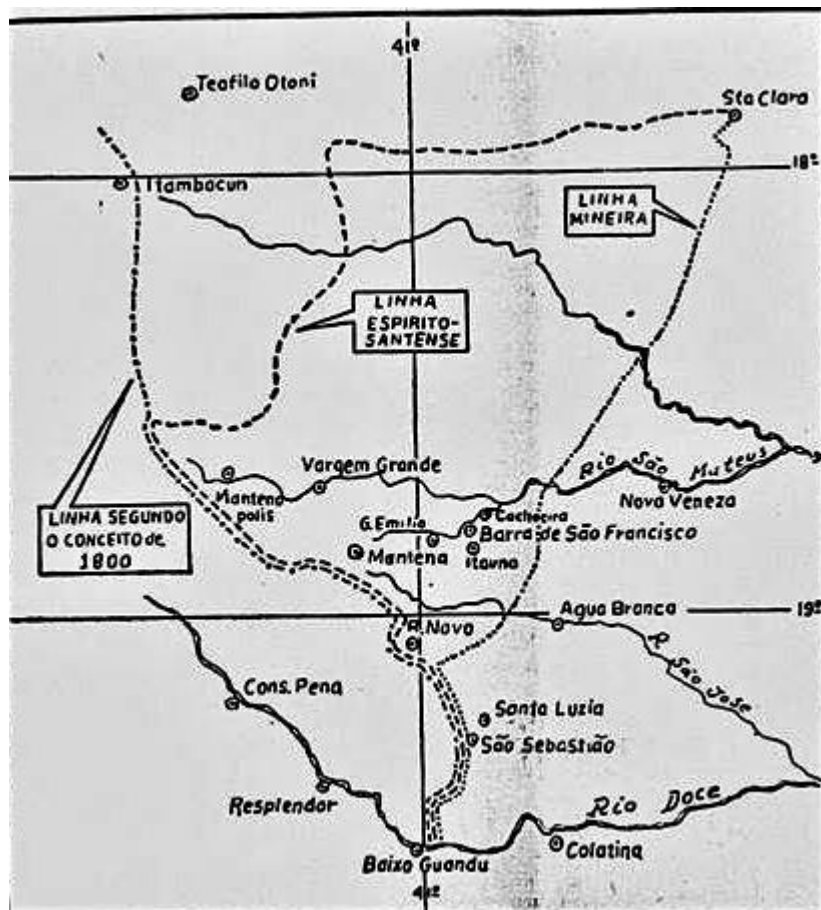 41º
Teofilo Otoni
Sta Clara
18º
Itambacuri
LINHA
MINEIRA
LINHA
ESPIRITO-
SANTENSE
Vargem Grande
Mantena
polis
Rio São Mateus
Nova Veneza
LINHA SEGUNDO
O CONCEITO de
1800
G. Emilio
Cachoeira
Barra de São Francisco
Mantena
Itauna
Agua Branca
19º
P. Novo
R. São Jose
Cons. Pena
Santa Luzia
São Sebastião
Resplendor
Rio Doce
Baixo Guandu
Colatina
41º